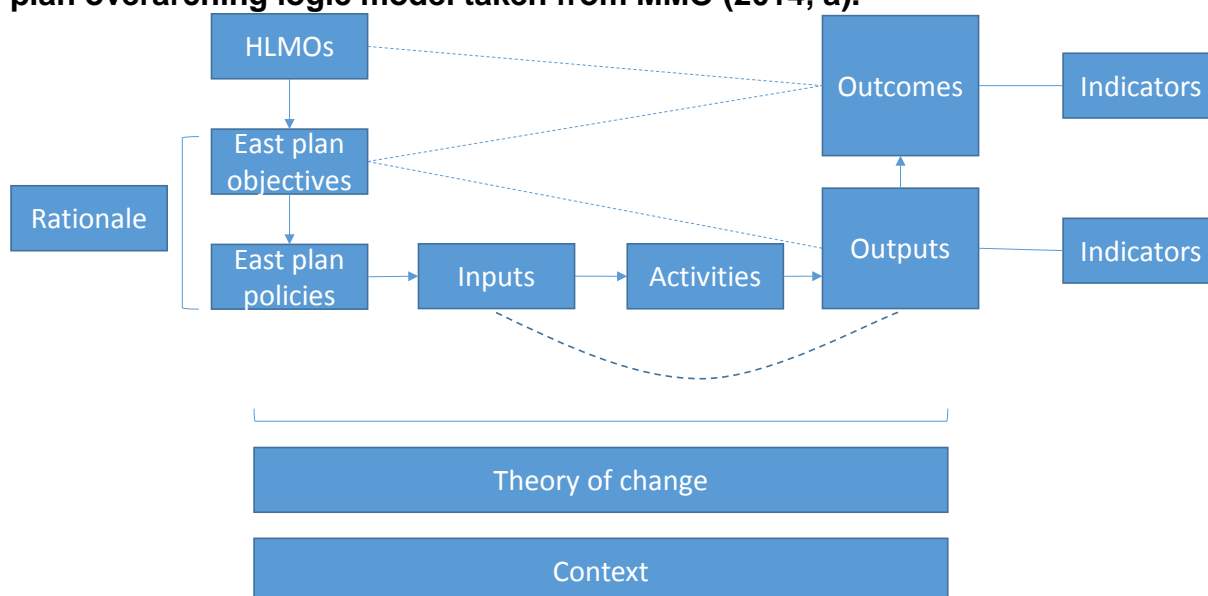 plan overarching logic model taken from MMO (2014, a).
HLMOs
Outcomes
Indicators
East plan
objectives
Rationale
East plan
policies
Inputs
Activities
Outputs
Indicators
Theory of change
Context